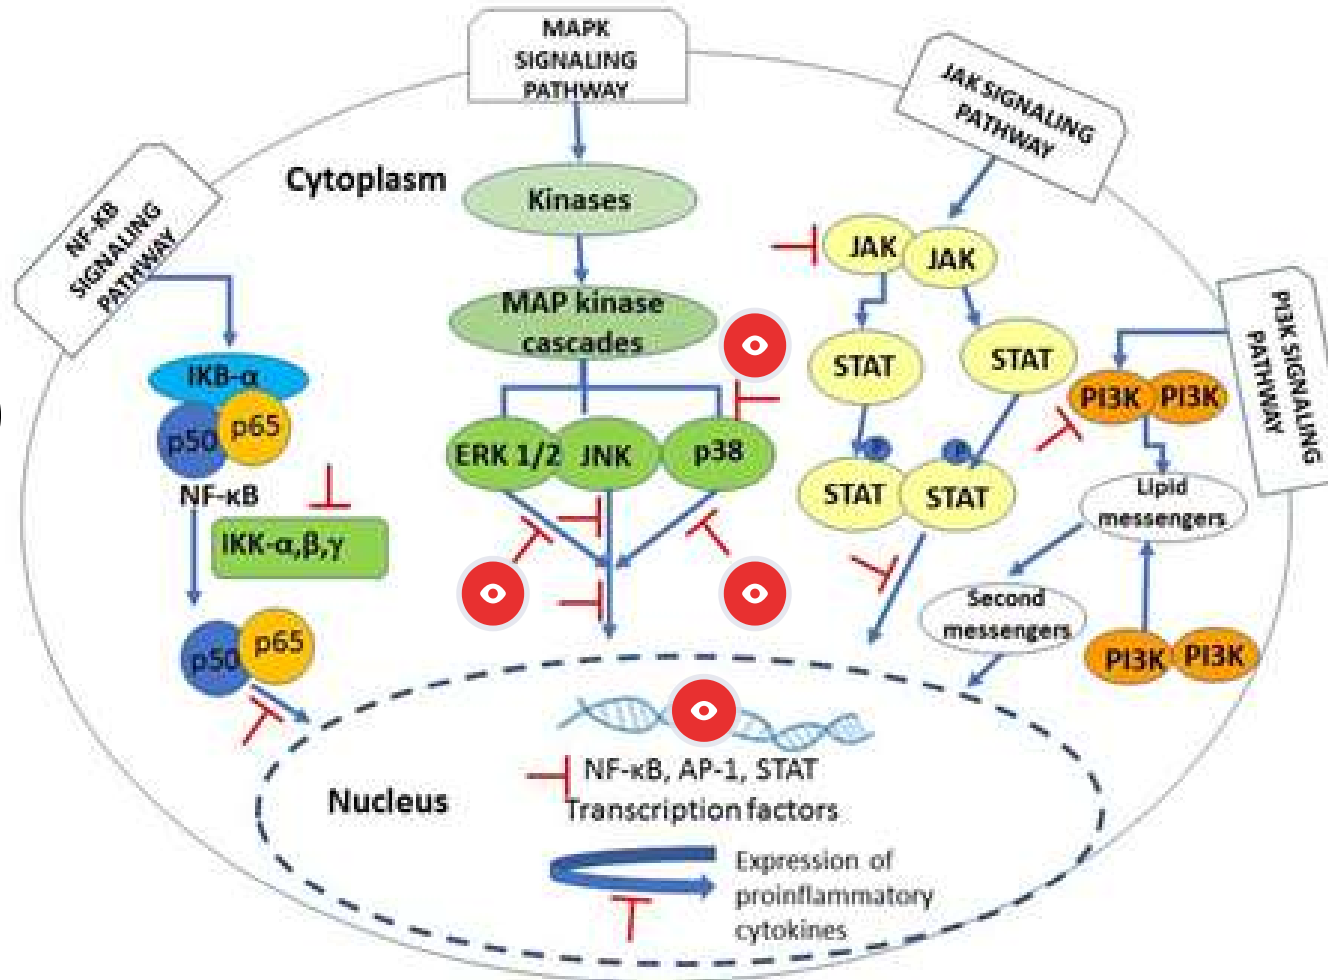 MAPK
SIGNALING
PATHWAY
JAK SIGNALING
PATHWAY
NF-KB
SIGNALING
PATHWAY
PI3K SIGNALING
PATHWAY
Cytoplasm
Kinases
MAP kinase
cascades
ERK 1/2
JNK
p38
IKB-α
p50
p65
NF-κB
IKK-α,β,γ
p50
p65
JAK
JAK
STAT
STAT
P
P
STAT
STAT
PI3K
PI3K
Lipid
messengers
Second
messengers
PI3K
PI3K
Nucleus
NF-κB, AP-1, STAT
Transcription factors
Expression of
proinflammatory
cytokines